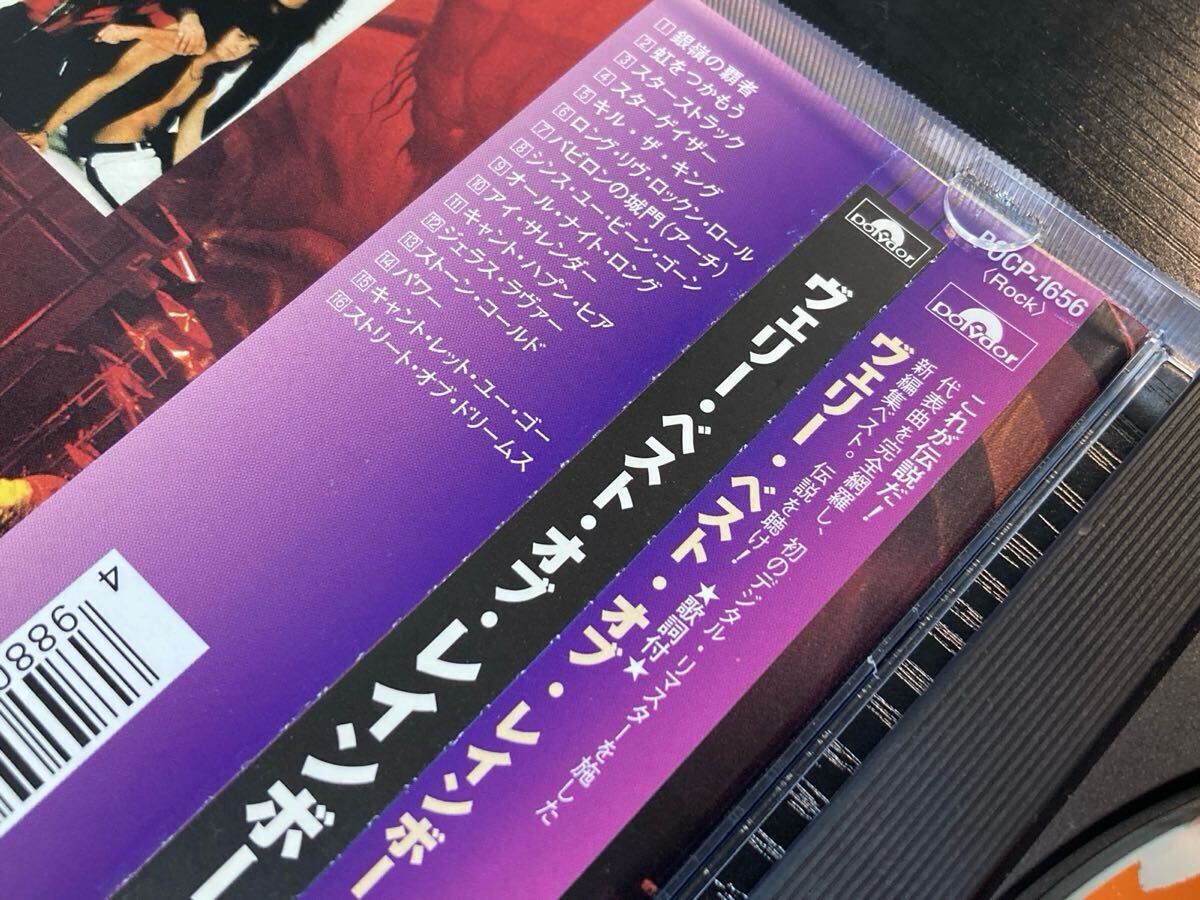 1 銀嶺の覇者
2 虹をつかもう
3 スターストラック
4 スターゲイザー
5 キル・ザ・キング
6 ロング・リヴ・ロックン・ロール
7 バビロンの城門(アーチ)
8 シンス・ユー・ビーン・ゴーン
9 オール・ナイト・ロング
10 アイ・サレンダー
11 キャント・ハプン・ヒア
12 ジェラス・ラヴァー
13 ストーン・コールド
14 パワー
15 キャント・レット・ユー・ゴー
16 ストリート・オブ・ドリームス
4
9880
Polydor
ヴェリー・ベスト・オブ・レインボー
POCP-1656
〈Rock〉
Polydor
ヴェリー・ベスト・オブ・レインボー
これが伝説だ! 初のデジタル・リマスターを施した
代表曲を完全網羅し、
新編集ベスト。 伝説を聴け!
★歌詞付★